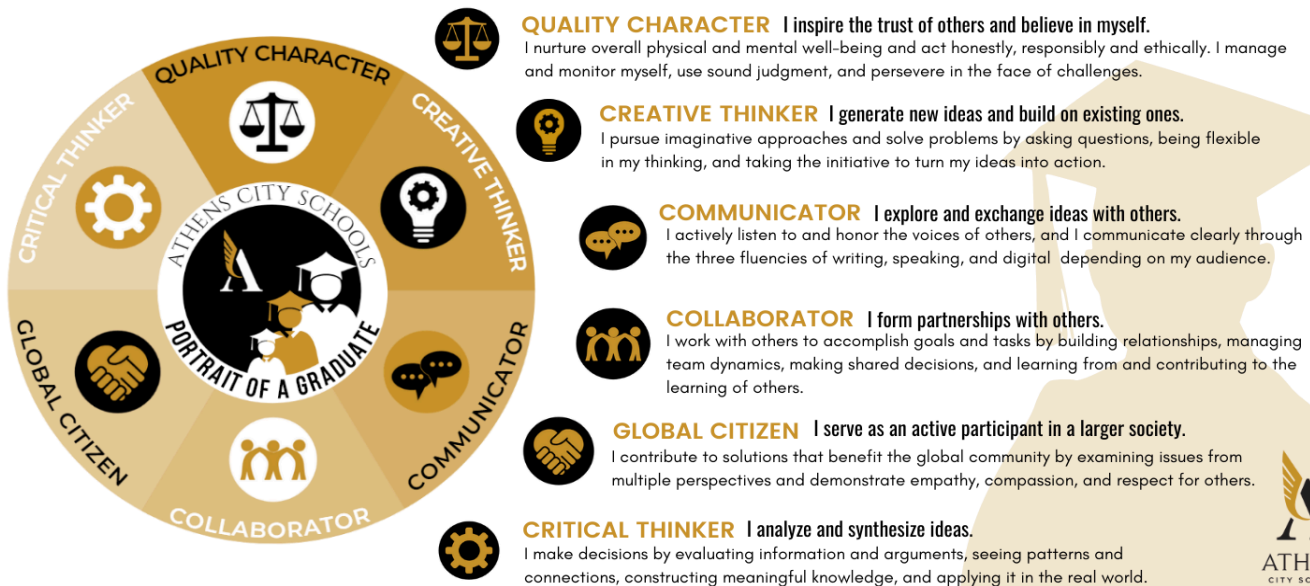 QUALITY CHARACTER
CREATIVE THINKER
COMMUNICATOR
COLLABORATOR
GLOBAL CITIZEN
CRITICAL THINKER
ATHENS CITY SCHOOLS
A
PORTRAIT OF A GRADUATE
QUALITY CHARACTER I inspire the trust of others and believe in myself.
I nurture overall physical and mental well-being and act honestly, responsibly and ethically. I manage
and monitor myself, use sound judgment, and persevere in the face of challenges.
CREATIVE THINKER I generate new ideas and build on existing ones.
I pursue imaginative approaches and solve problems by asking questions, being flexible
in my thinking, and taking the initiative to turn my ideas into action.
COMMUNICATOR I explore and exchange ideas with others.
I actively listen to and honor the voices of others, and I communicate clearly through
the three fluencies of writing, speaking, and digital depending on my audience.
COLLABORATOR I form partnerships with others.
I work with others to accomplish goals and tasks by building relationships, managing
team dynamics, making shared decisions, and learning from and contributing to the
learning of others.
GLOBAL CITIZEN I serve as an active participant in a larger society.
I contribute to solutions that benefit the global community by examining issues from
multiple perspectives and demonstrate empathy, compassion, and respect for others.
CRITICAL THINKER I analyze and synthesize ideas.
I make decisions by evaluating information and arguments, seeing patterns and
connections, constructing meaningful knowledge, and applying it in the real world.
CITY